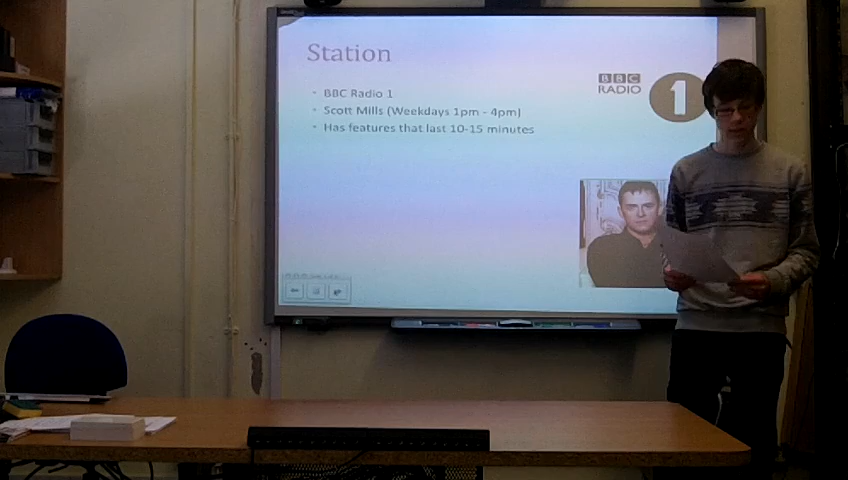 Station
BBC
RADIO
1
- BBC Radio 1
- Scott Mills (Weekdays 1pm - 4pm)
- Has features that last 10-15 minutes